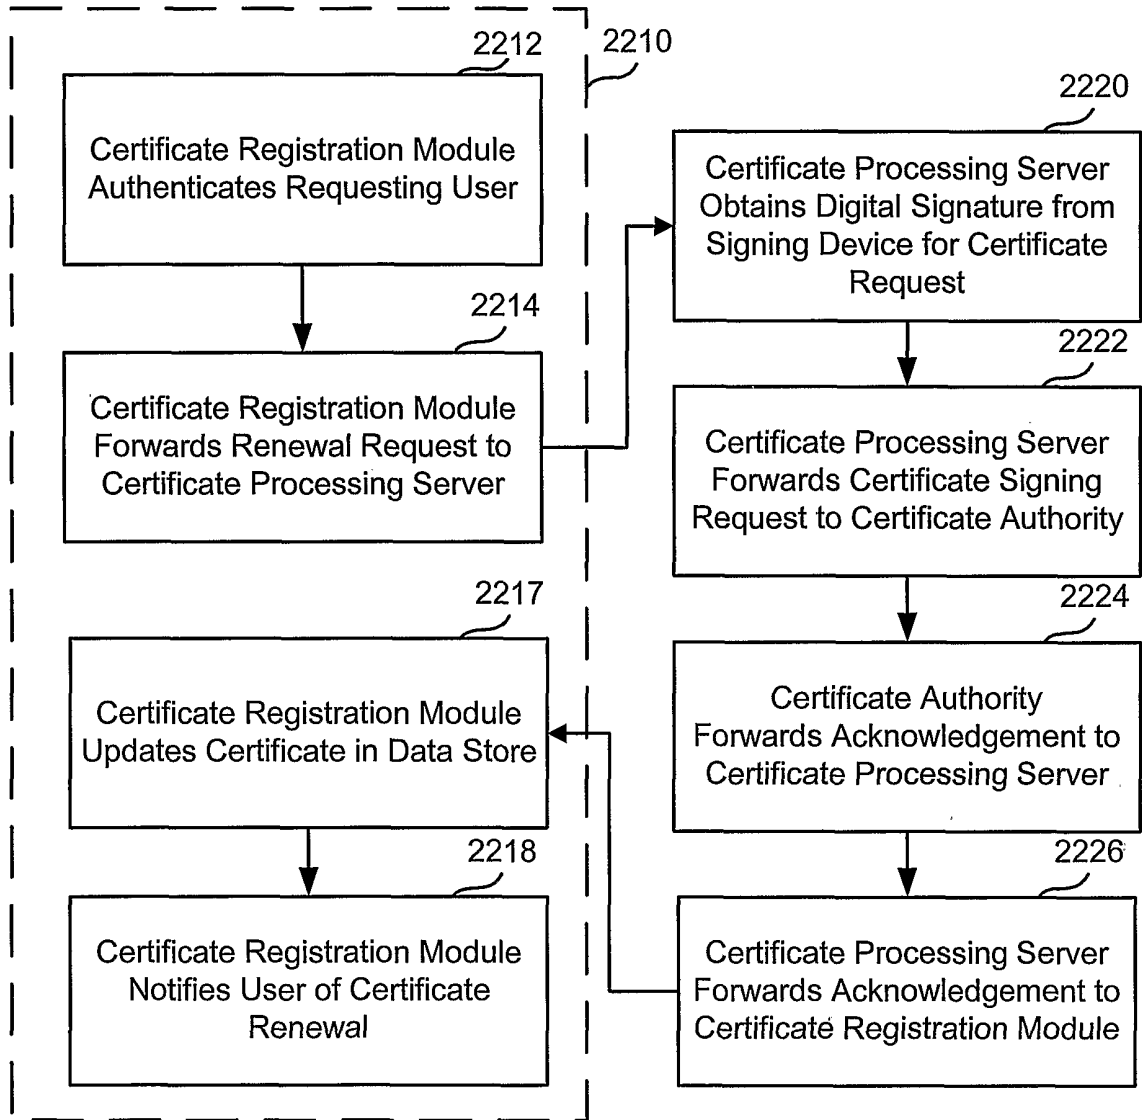 2212
2210
Certificate Registration Module
Authenticates Requesting User
2214
Certificate Registration Module
Forwards Renewal Request to
Certificate Processing Server
2220
Certificate Processing Server
Obtains Digital Signature from
Signing Device for Certificate
Request
2222
Certificate Processing Server
Forwards Certificate Signing
Request to Certificate Authority
2224
Certificate Authority
Forwards Acknowledgement to
Certificate Processing Server
2226
Certificate Processing Server
Forwards Acknowledgement to
Certificate Registration Module
2217
Certificate Registration Module
Updates Certificate in Data Store
2218
Certificate Registration Module
Notifies User of Certificate
Renewal